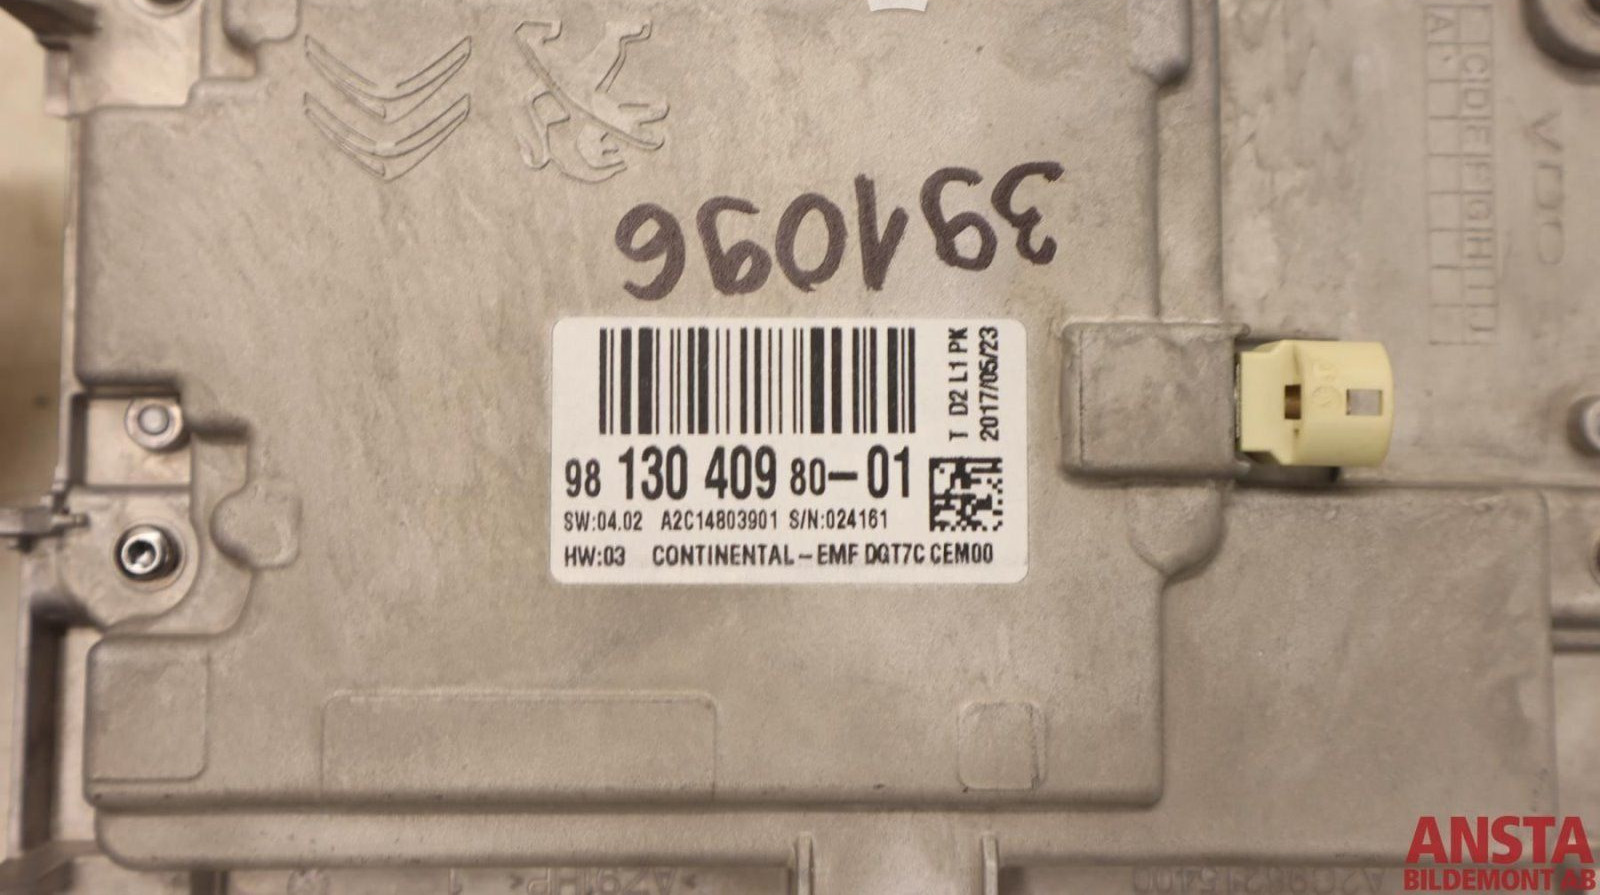 391096
T D2 L1 PK
2017/05/23
98 130 409 80-01
SW:04.02 A2C14803901 S/N:024161
HW:03 CONTINENTAL-EMF DGT7C CEM00
VDO
ANSTA
BILDEMONT AB